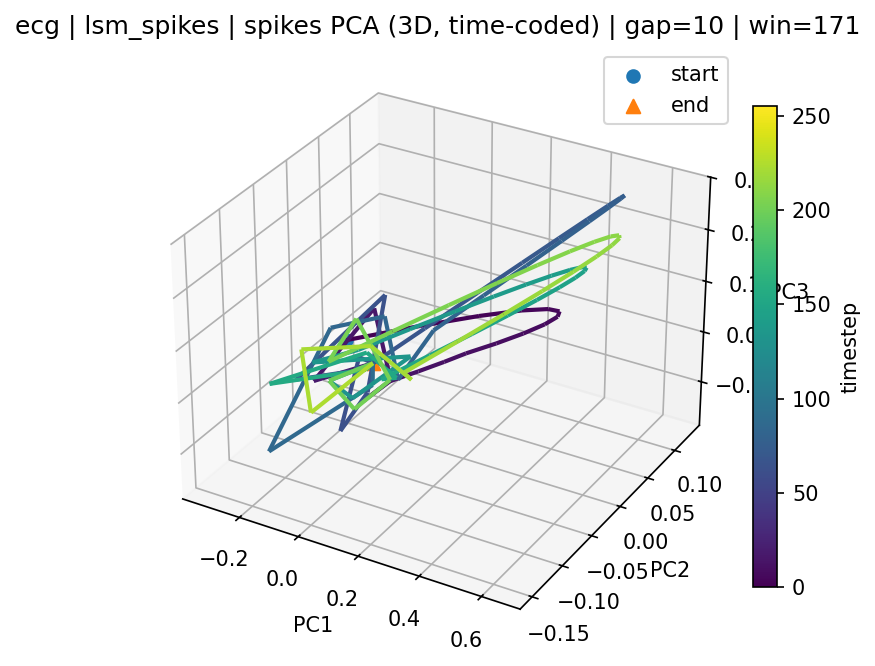 ecg | lsm_spikes | spikes PCA (3D, time-coded) | gap=10 | win=171
start
end
250
200
150
100
50
0
timestep
PC3
0.10
0.05
0.00
−0.05
−0.10
−0.15
PC2
−0.2
0.0
0.2
0.4
0.6
PC1